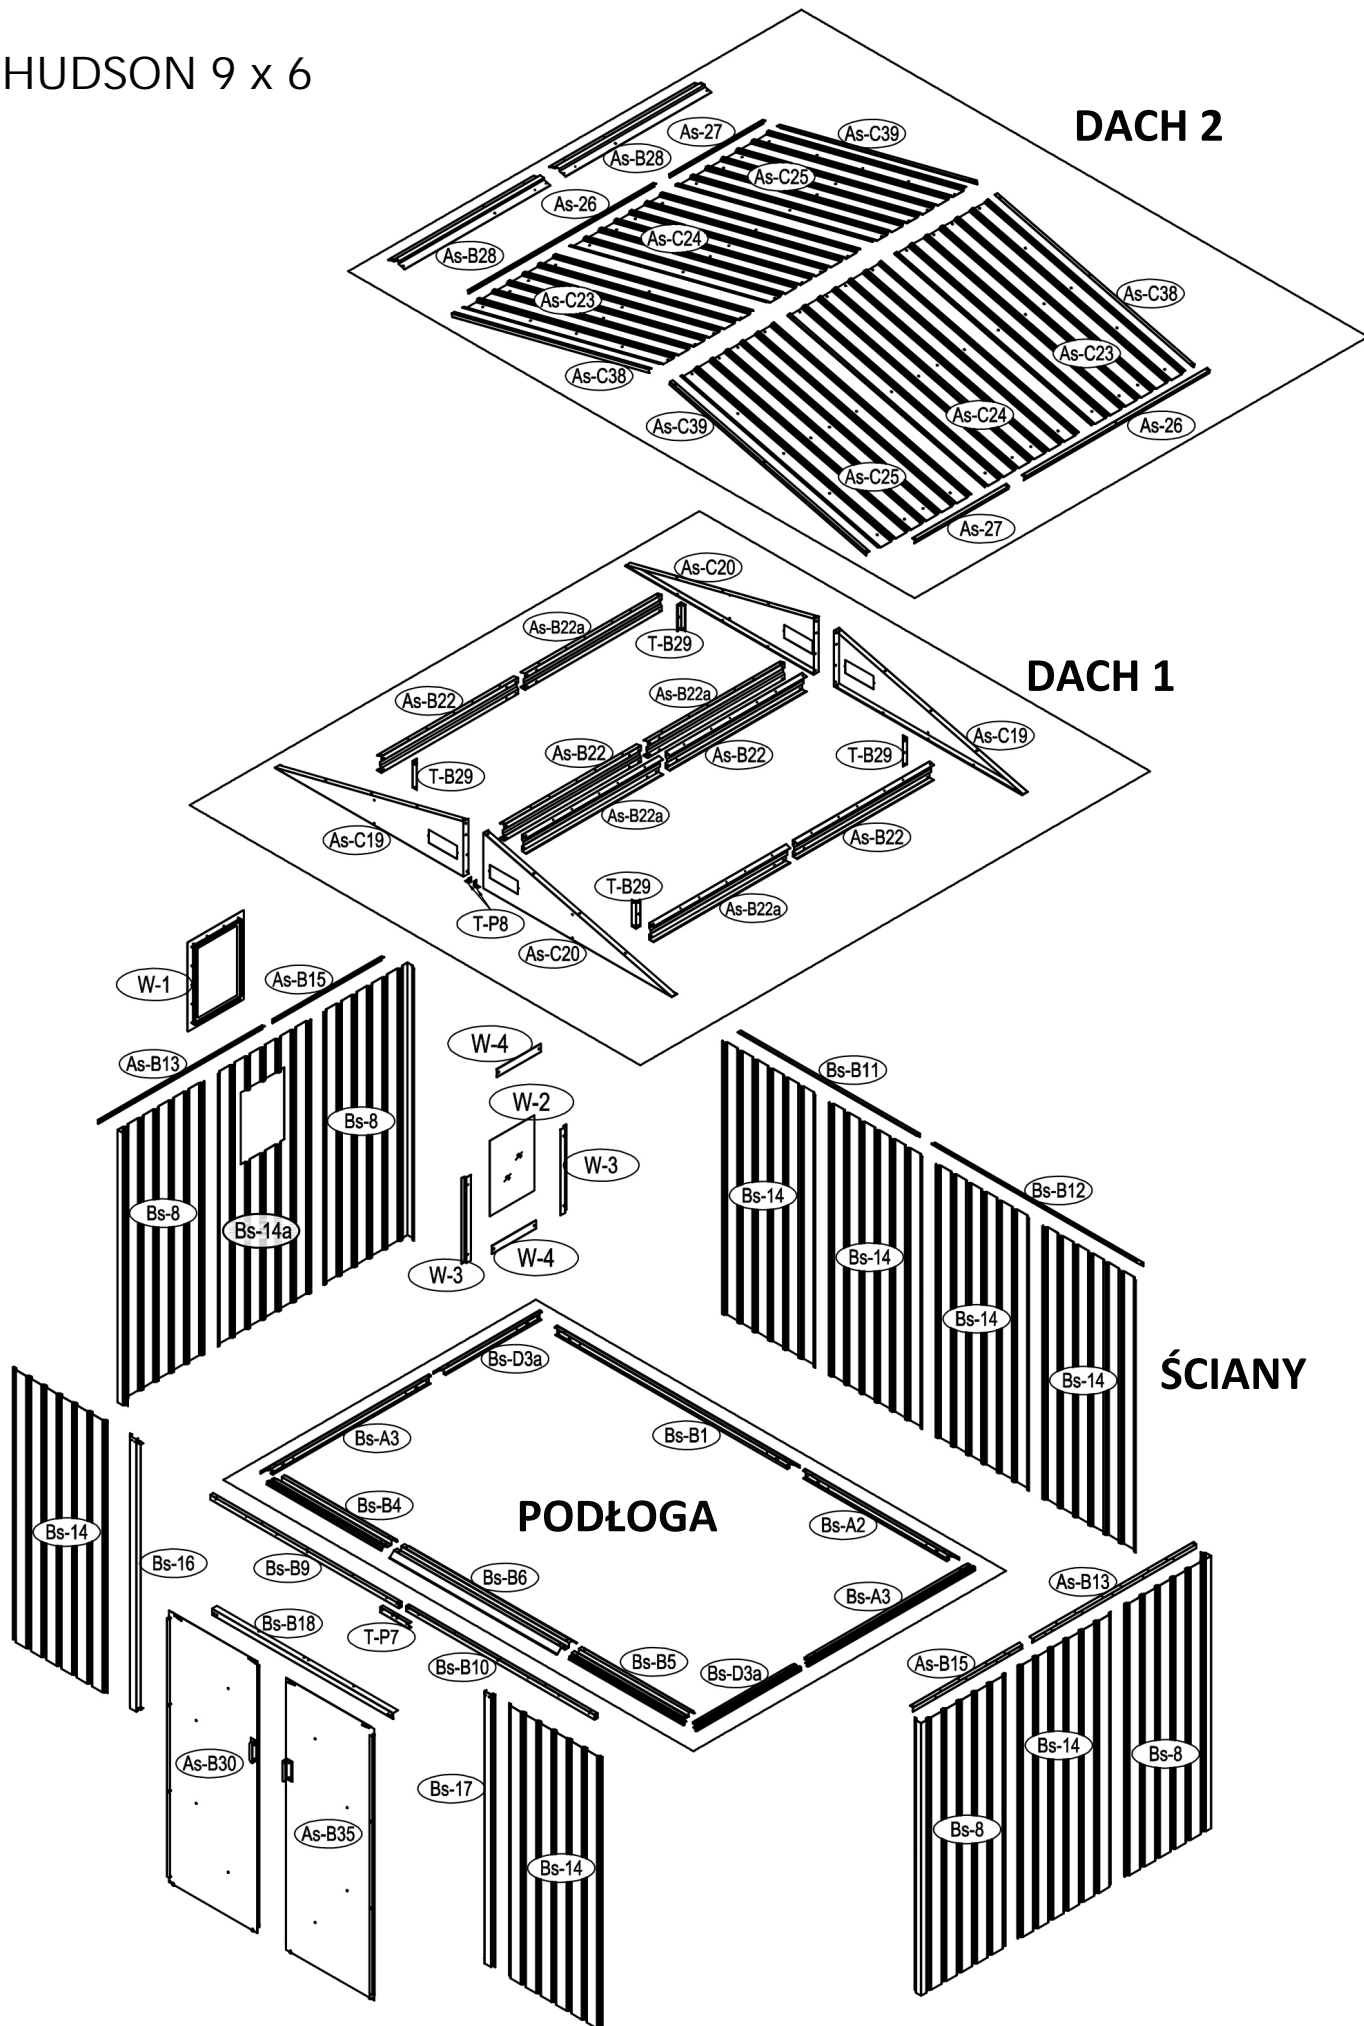 HUDSON 9 x 6
DACH 2
As-27
As-C39
As-B28
As-C25
As-26
As-C24
As-B28
As-C23
As-C38
As-C38
As-C23
As-C39
As-C24
As-26
As-C25
As-27
DACH 1
As-C20
As-B22a
T-B29
As-B22
As-B22a
As-C19
As-B22
As-B22
T-B29
T-B29
As-B22a
As-C19
As-B22
T-B29
As-B22a
T-P8
As-C20
W-1
As-B15
As-B13
W-4
Bs-B11
W-2
Bs-8
W-3
Bs-B12
Bs-14
Bs-8
Bs-14a
W-4
W-3
Bs-14
Bs-14
ŚCIANY
Bs-14
Bs-D3a
Bs-A3
Bs-B1
Bs-B4
PODŁOGA
Bs-A2
Bs-14
Bs-16
Bs-B9
Bs-B6
Bs-A3
As-B13
Bs-B18
T-P7
Bs-B10
Bs-B5
Bs-D3a
As-B15
As-B30
Bs-17
Bs-14
Bs-8
As-B35
Bs-8
Bs-14